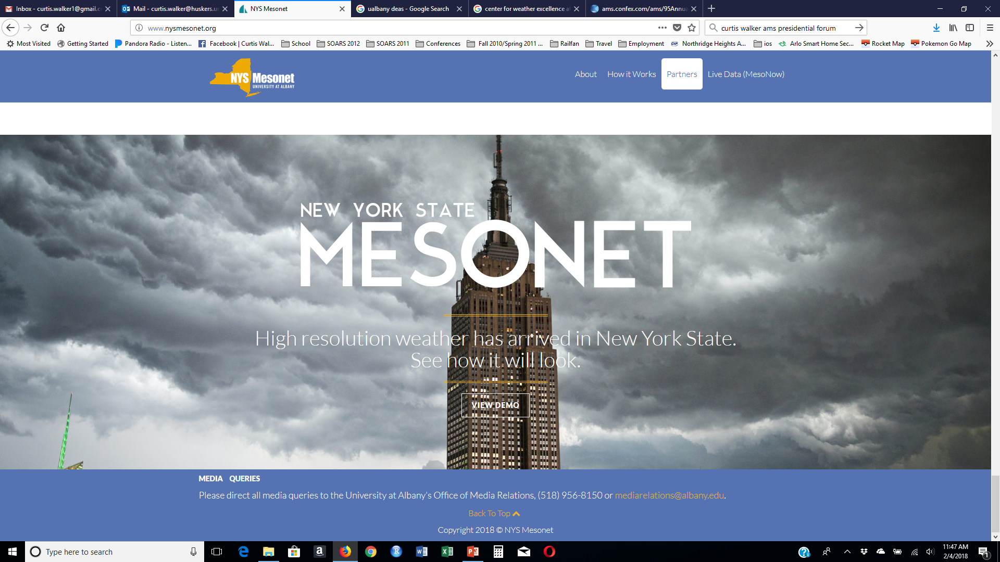 Inbox - curtis.walker1@gmail.c
Mail - curtis.walker@huskers.u
NYS Mesonet
ualbany deas - Google Search
center for weather excellence a
ams.confex.com/ams/95Annua
www.nysmesonet.org
curtis walker ams presidential forum
Most Visited
Getting Started
Pandora Radio - Listen...
Facebook | Curtis Wal...
School
SOARS 2012
SOARS 2011
Conferences
Fall 2010/Spring 2011 ...
Railfan
Travel
Employment
Northridge Heights A...
ios
Arlo Smart Home Sec...
Rocket Map
Pokemon Go Map
NYS Mesonet
UNIVERSITY AT ALBANY
About
How it Works
Partners
Live Data (MesoNow)
NEW YORK STATE
MESONET
High resolution weather has arrived in New York State.
See how it will look.
VIEW DEMO
MEDIA QUERIES
Please direct all media queries to the University at Albany's Office of Media Relations, (518) 956-8150 or mediarelations@albany.edu.
Back To Top
Copyright 2018 © NYS Mesonet
Type here to search
11:47 AM
2/4/2018
1